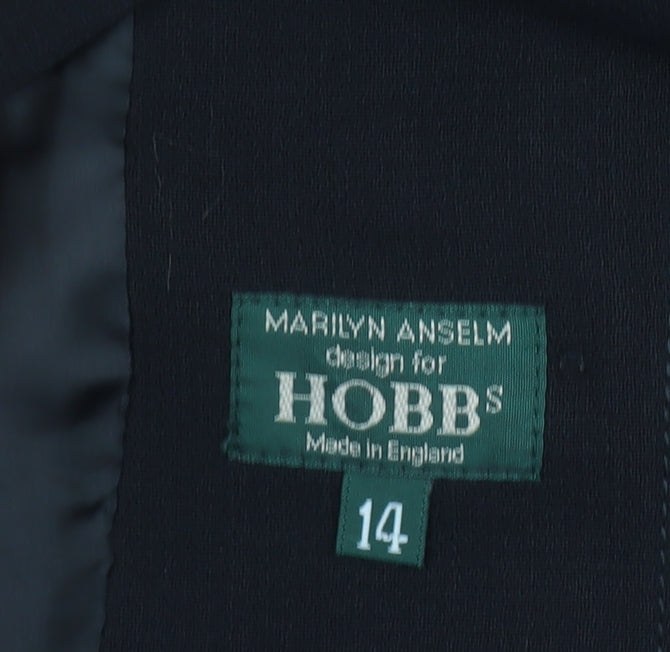 MARILYN ANSELM
design for
HOBBS
Made in England
14